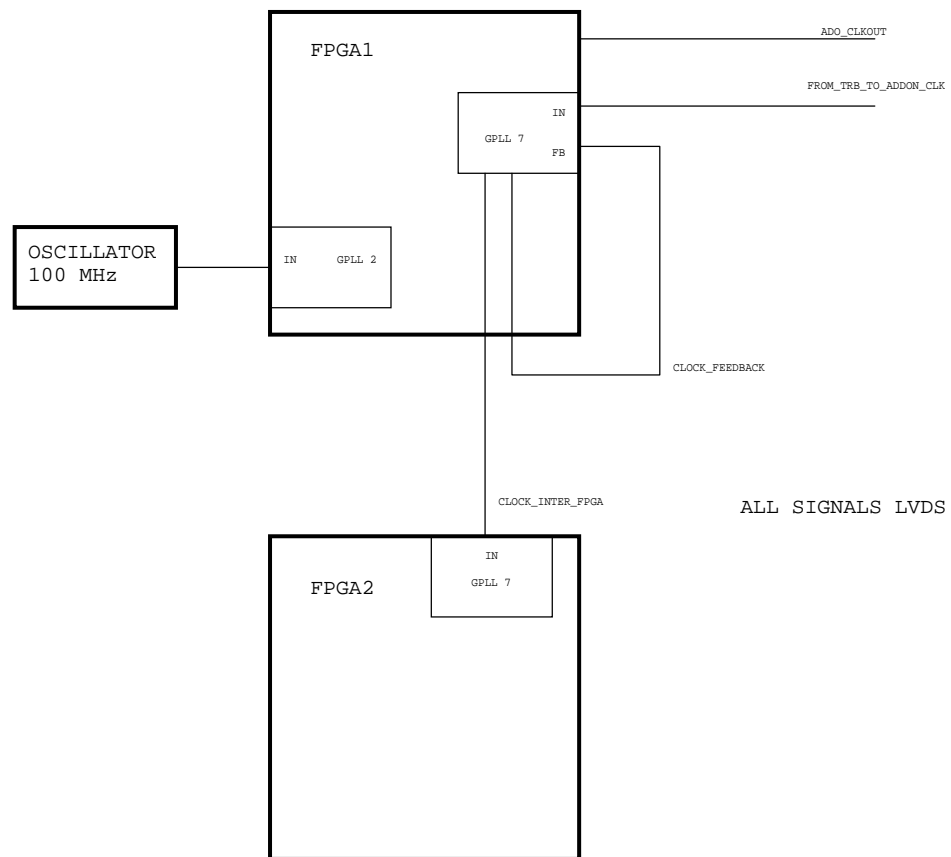 ADO_CLKOUT
FPGA1
FROM_TRB_TO_ADDON_CLK
IN
GPLL 7
FB
OSCILLATOR
100 MHz
IN GPLL 2
CLOCK_FEEDBACK
CLOCK_INTER_FPGA
ALL SIGNALS LVDS
IN
GPLL 7
FPGA2